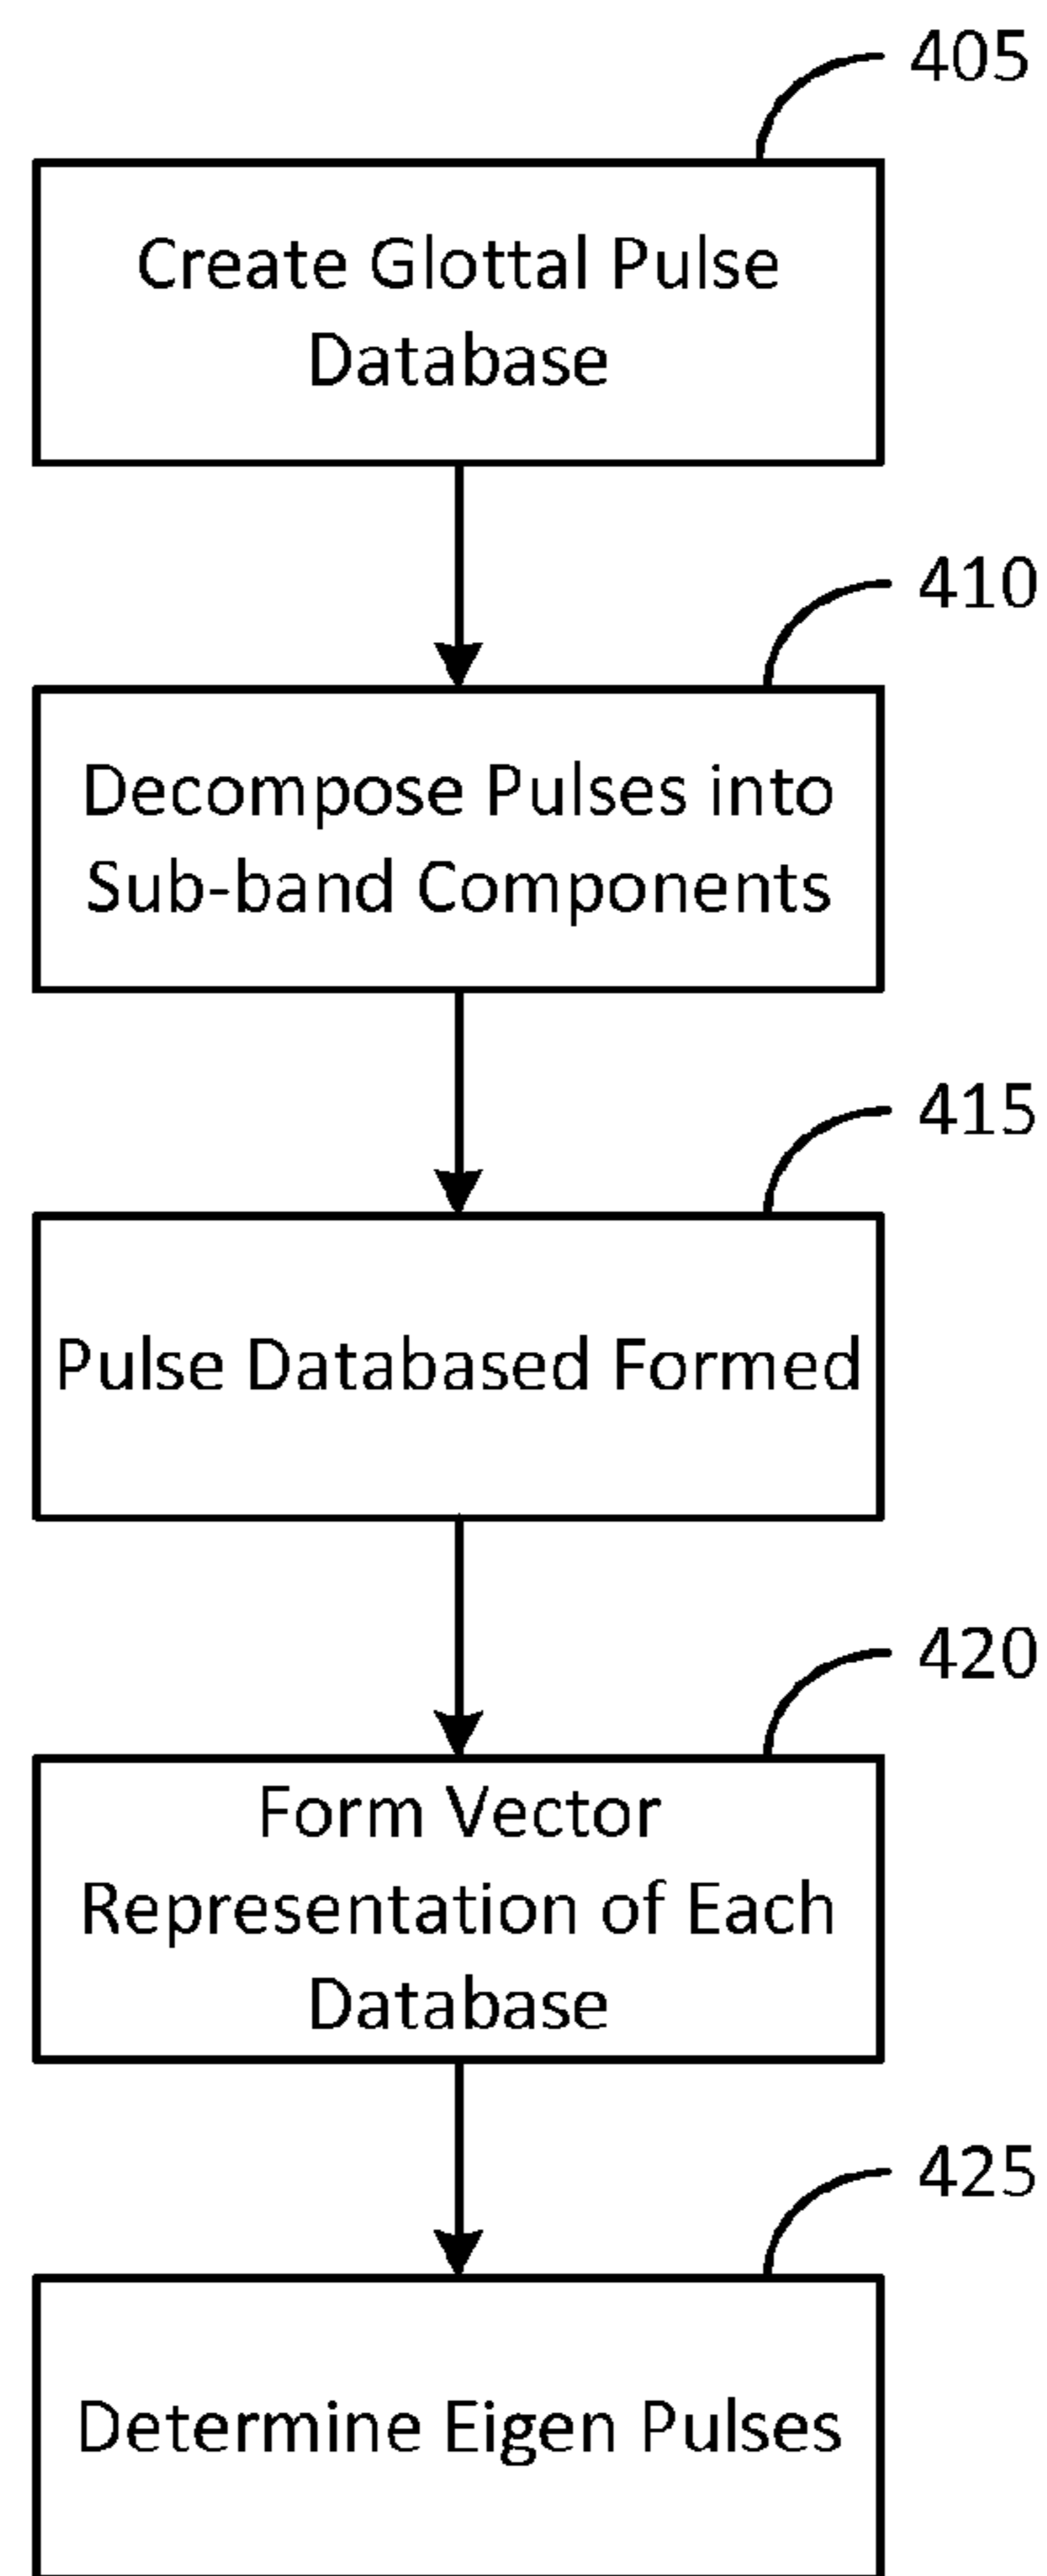 405
Create Glottal Pulse
Database
410
Decompose Pulses into
Sub-band Components
415
Pulse Databased Formed
420
Form Vector
Representation of Each
Database
425
Determine Eigen Pulses